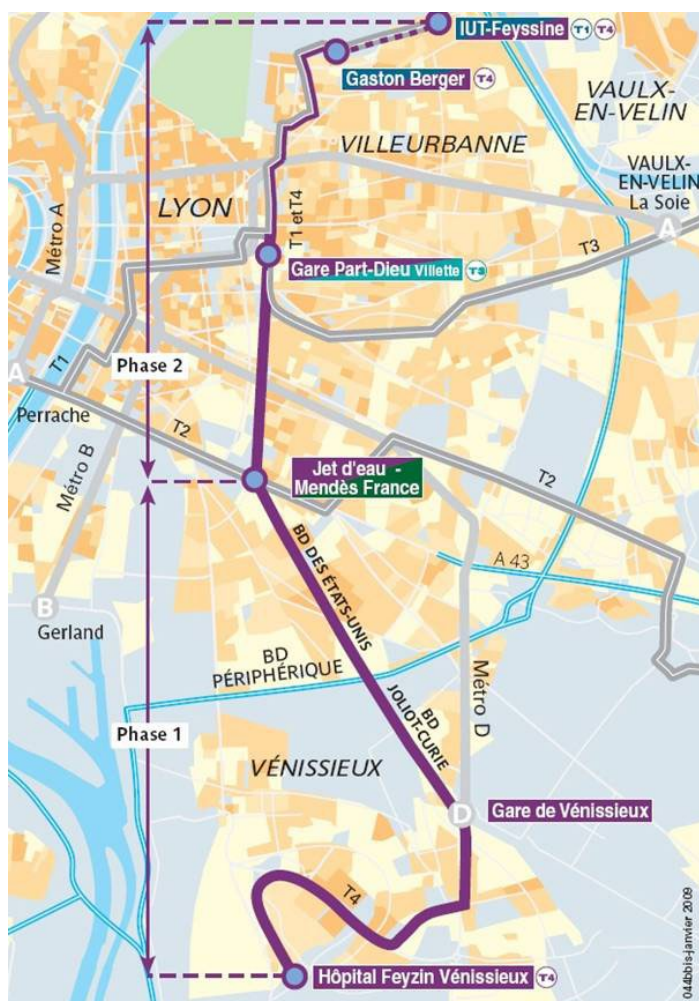 IUT-Feyssine T1 T4
Gaston Berger T4
VAULX-
EN-VELIN
VILLEURBANNE
VAULX-
EN-VELIN
La Soie
A
LYON
Métro A
T1 et T4
T3
Gare Part-Dieu Villette T3
Phase 2
A
T1
Perrache
T2
Métro B
Jet d'eau -
Mendès France
T2
BD DES ÉTATS-UNIS
A 43
B
Gerland
BD
PÉRIPHÉRIQUE
Métro D
BD
JOLIOT-CURIE
Phase 1
VÉNISSIEUX
D
Gare de Vénissieux
T4
Hôpital Feyzin Vénissieux T4
044bbis-janvier 2009